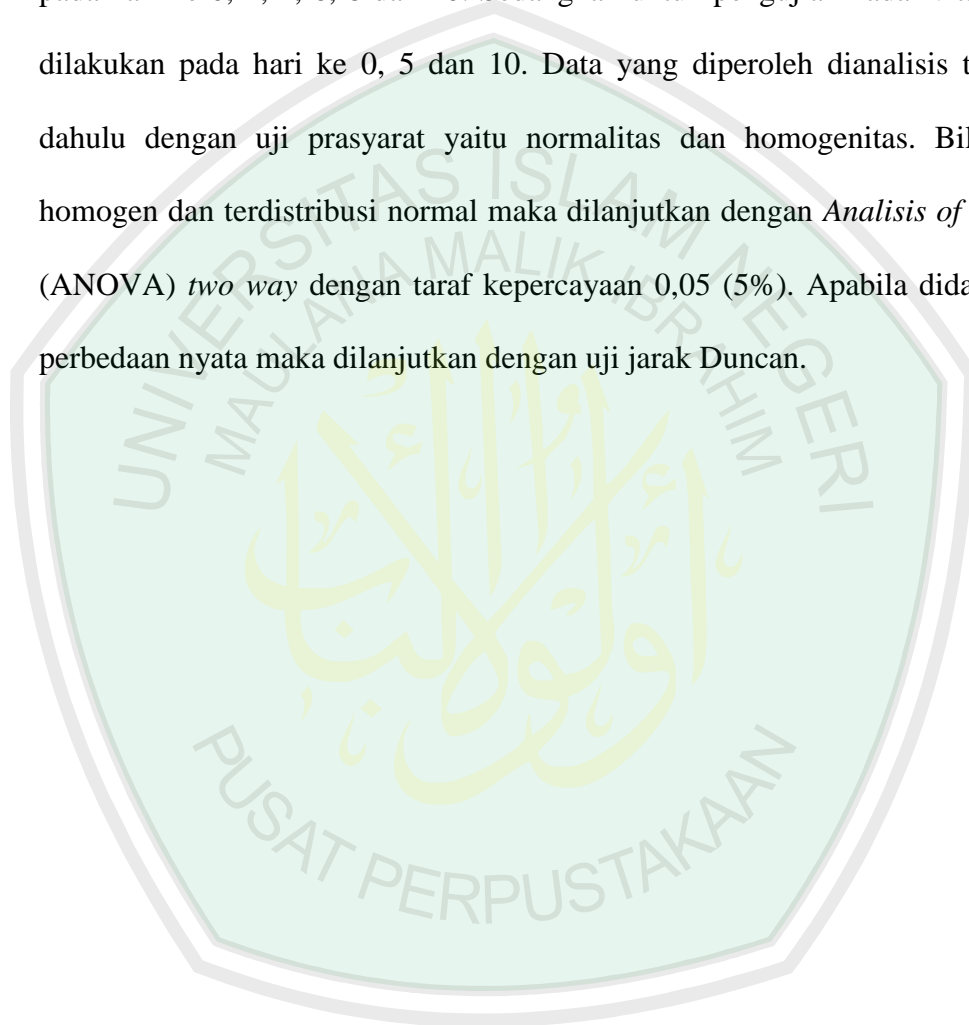 dilakukan pada hari ke 0, 5 dan 10. Data yang diperoleh dianalisis
dahulu dengan uji prasyarat yaitu normalitas dan homogenitas.
homogen dan terdistribusi normal maka dilanjutkan dengan Analisis of
(ANOVA) two way dengan taraf kepercayaan 0,05 (5%). Apabila
perbedaan nyata maka dilanjutkan dengan uji jarak Duncan.
UNIVERSITAS ISLAM NEGERI
MAULANA MALIK IBRAHIM
PUSAT PERPUSTAKAAN